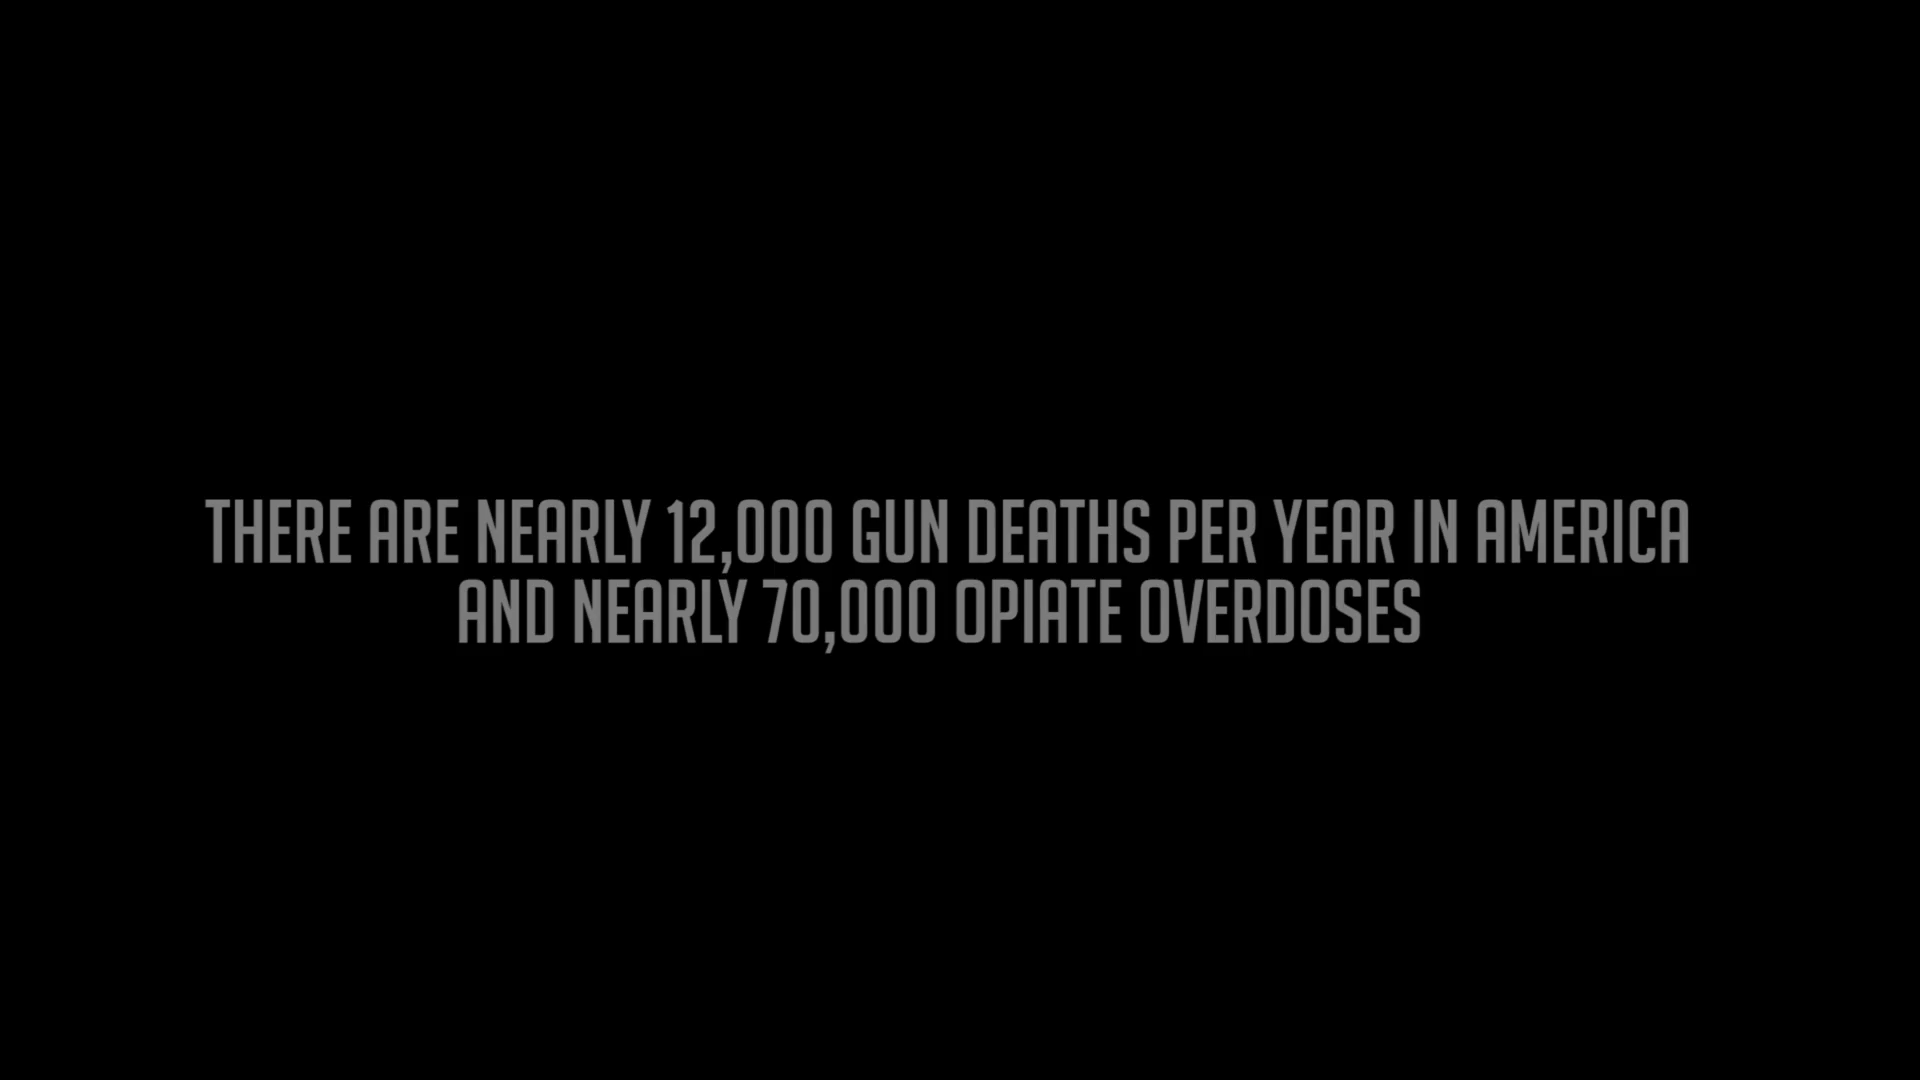 THERE ARE NEARLY 12,000 GUN DEATHS PER YEAR IN AMERICA
AND NEARLY 70,000 OPIATE OVERDOSES